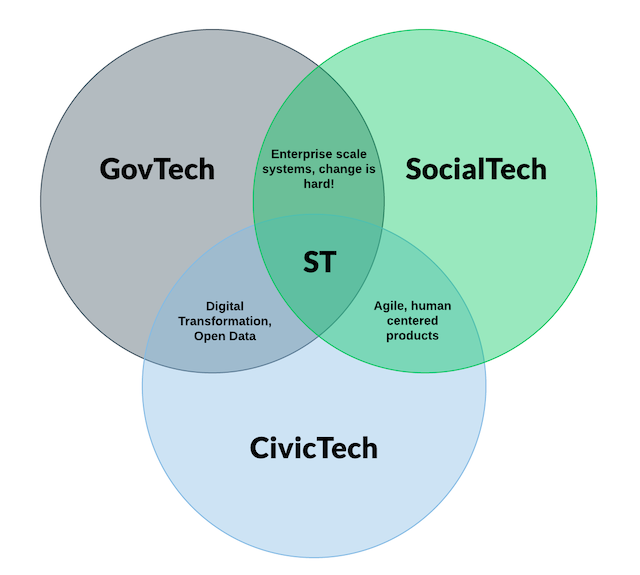 GovTech
SocialTech
Enterprise scale
systems, change is
hard!
ST
Digital
Transformation,
Open Data
Agile, human
centered
products
CivicTech